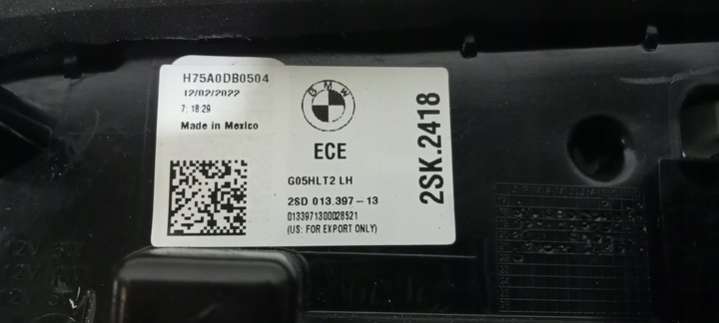 H75A0DB0504
12/02/2022
7: 18:29
Made in Mexico
BMW
ECE
G05HLT2 LH
2SD 013.397-13
0133971300028521
(US: FOR EXPORT ONLY)
2SK.2418